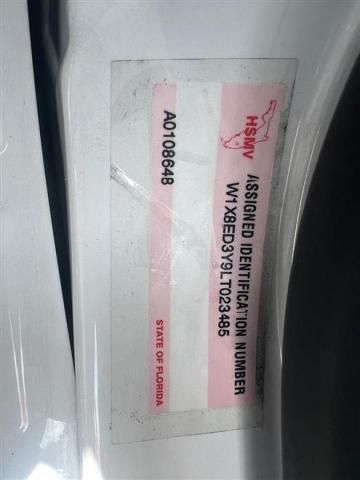 HSMV
ASSIGNED IDENTIFICATION NUMBER
W1X8ED3Y9LT023485
A0108648
STATE OF FLORIDA